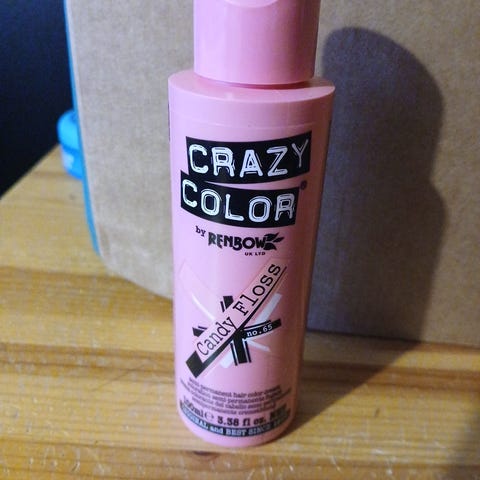 CRAZY
COLOR®
by RENBOW
UK LTD
Candy Floss
no.65
semi-permanent hair color cream
100ml e 3.38 fl oz.
ORIGINAL and BEST SINCE